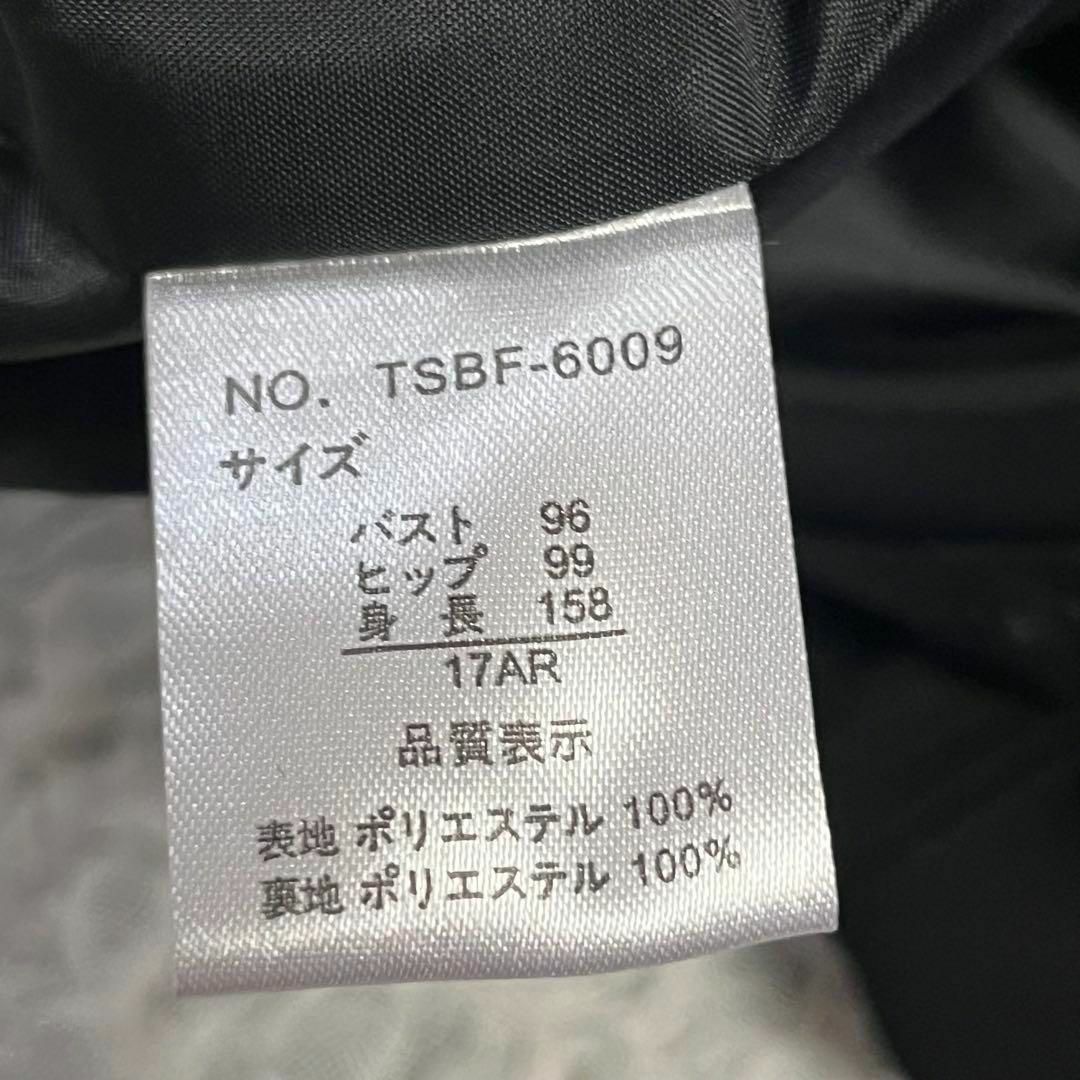 NO. TSBF-6009
サイズ
バスト 96
ヒップ 99
身長 158
17AR
品質表示
表地 ポリエステル 100%
裏地 ポリエステル 100%